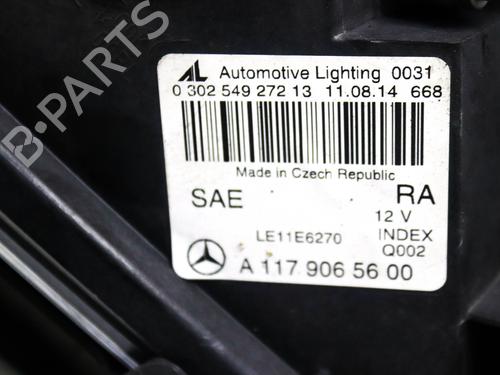 AL Automotive Lighting 0031
0 302 549 272 13 11.08.14 668
Made in Czech Republic
SAE RA
12 V
LE11E6270 INDEX
Q002
A 117 906 56 00
B-PARTS